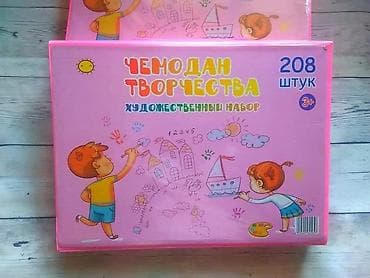 ЧЕМОДАН
ТВОРЧЕСТВА
ХУДОЖЕСТВЕННЫЙ НАБОР
208
ШТУК
3+